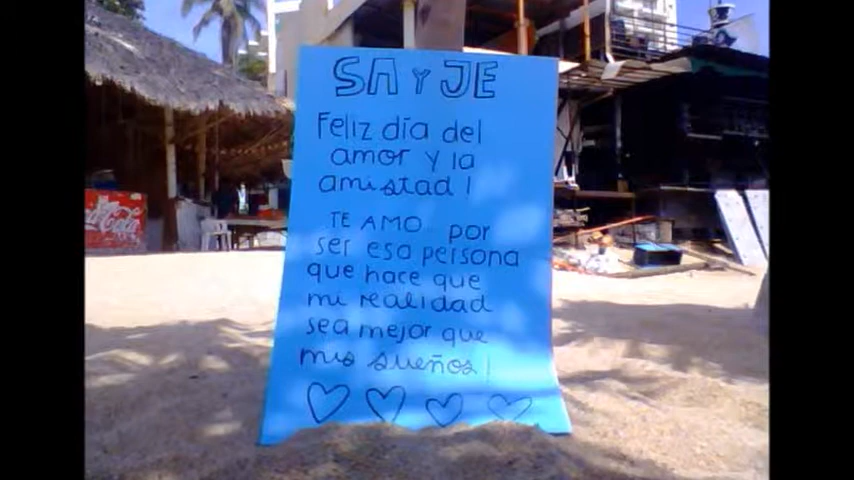 SA Y JE
Feliz día del
amor y la
amistad!
TE AMO por
ser esa persona
que hace que
mi realidad
sea mejor que
mis sueños!
Coca-Cola